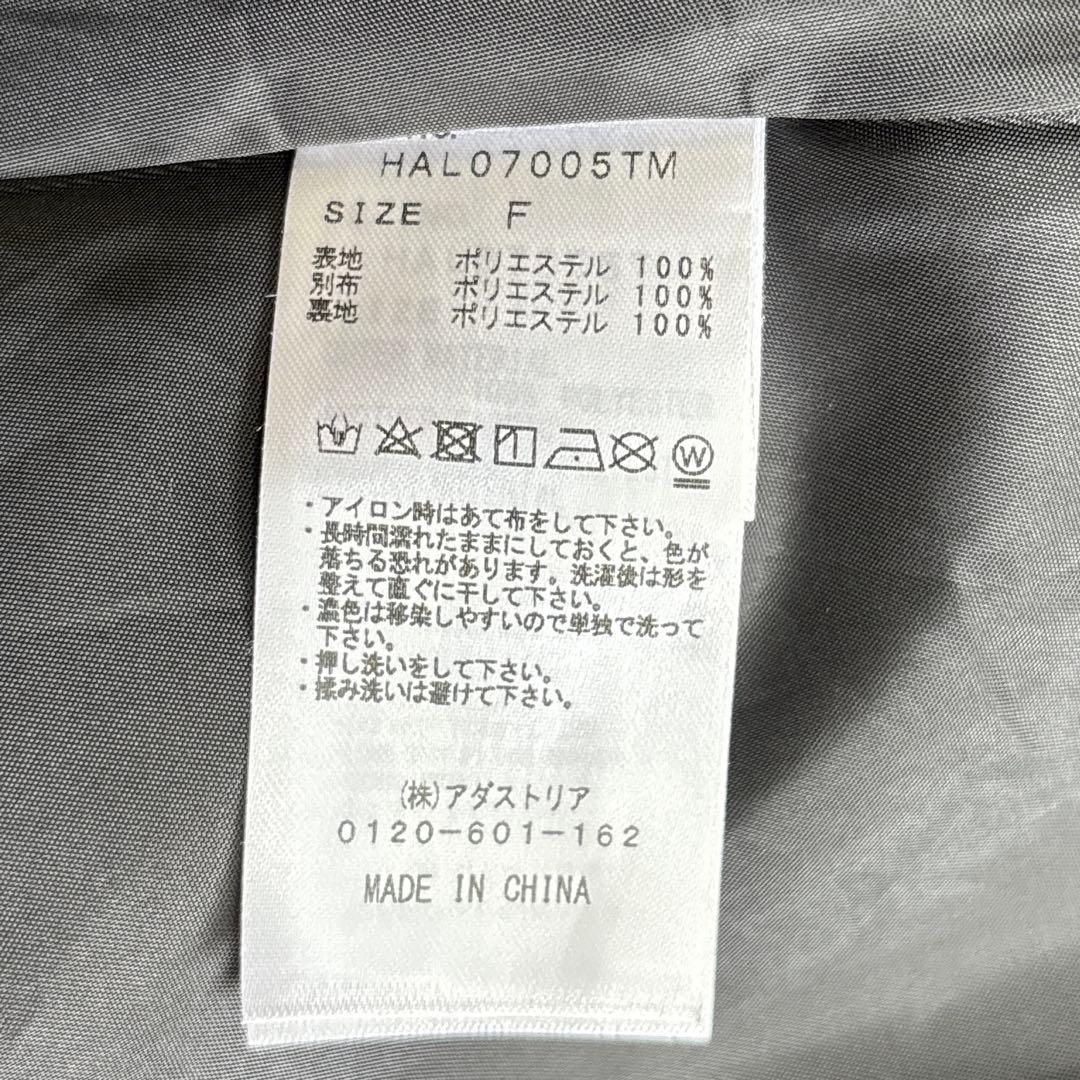 HAL07005TM
SIZE F
表地 ポリエステル 100%
別布 ポリエステル 100%
裏地 ポリエステル 100%
W
・アイロン時はあて布をして下さい。
・長時間濡れたままにしておくと、色が
落ちる恐れがあります。洗濯後は形を
整えて直ぐに干して下さい。
・濃色は移染しやすいので単独で洗って
下さい。
・押し洗いをして下さい。
・揉み洗いは避けて下さい。
(株)アダストリア
0120-601-162
MADE IN CHINA